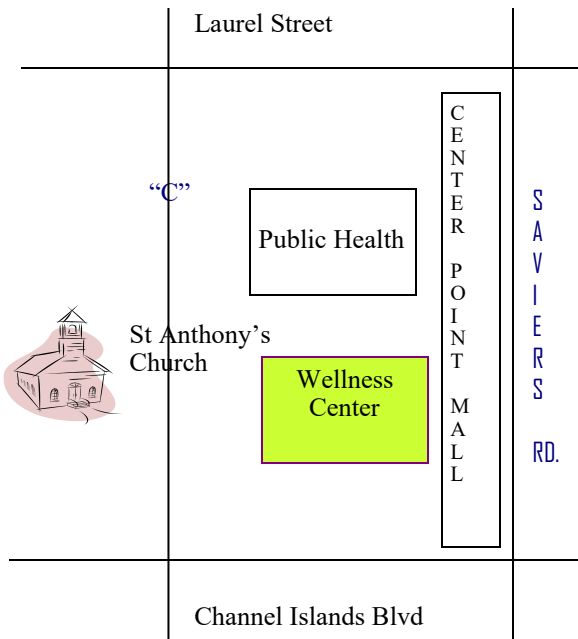 Laurel Street
“C”
Public Health
CENTER POINT MALL
SAVIERS RD.
St Anthony’s
Church
Wellness
Center
Channel Islands Blvd